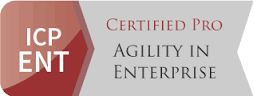 ICP
ENT
Certified Pro
Agility in
Enterprise